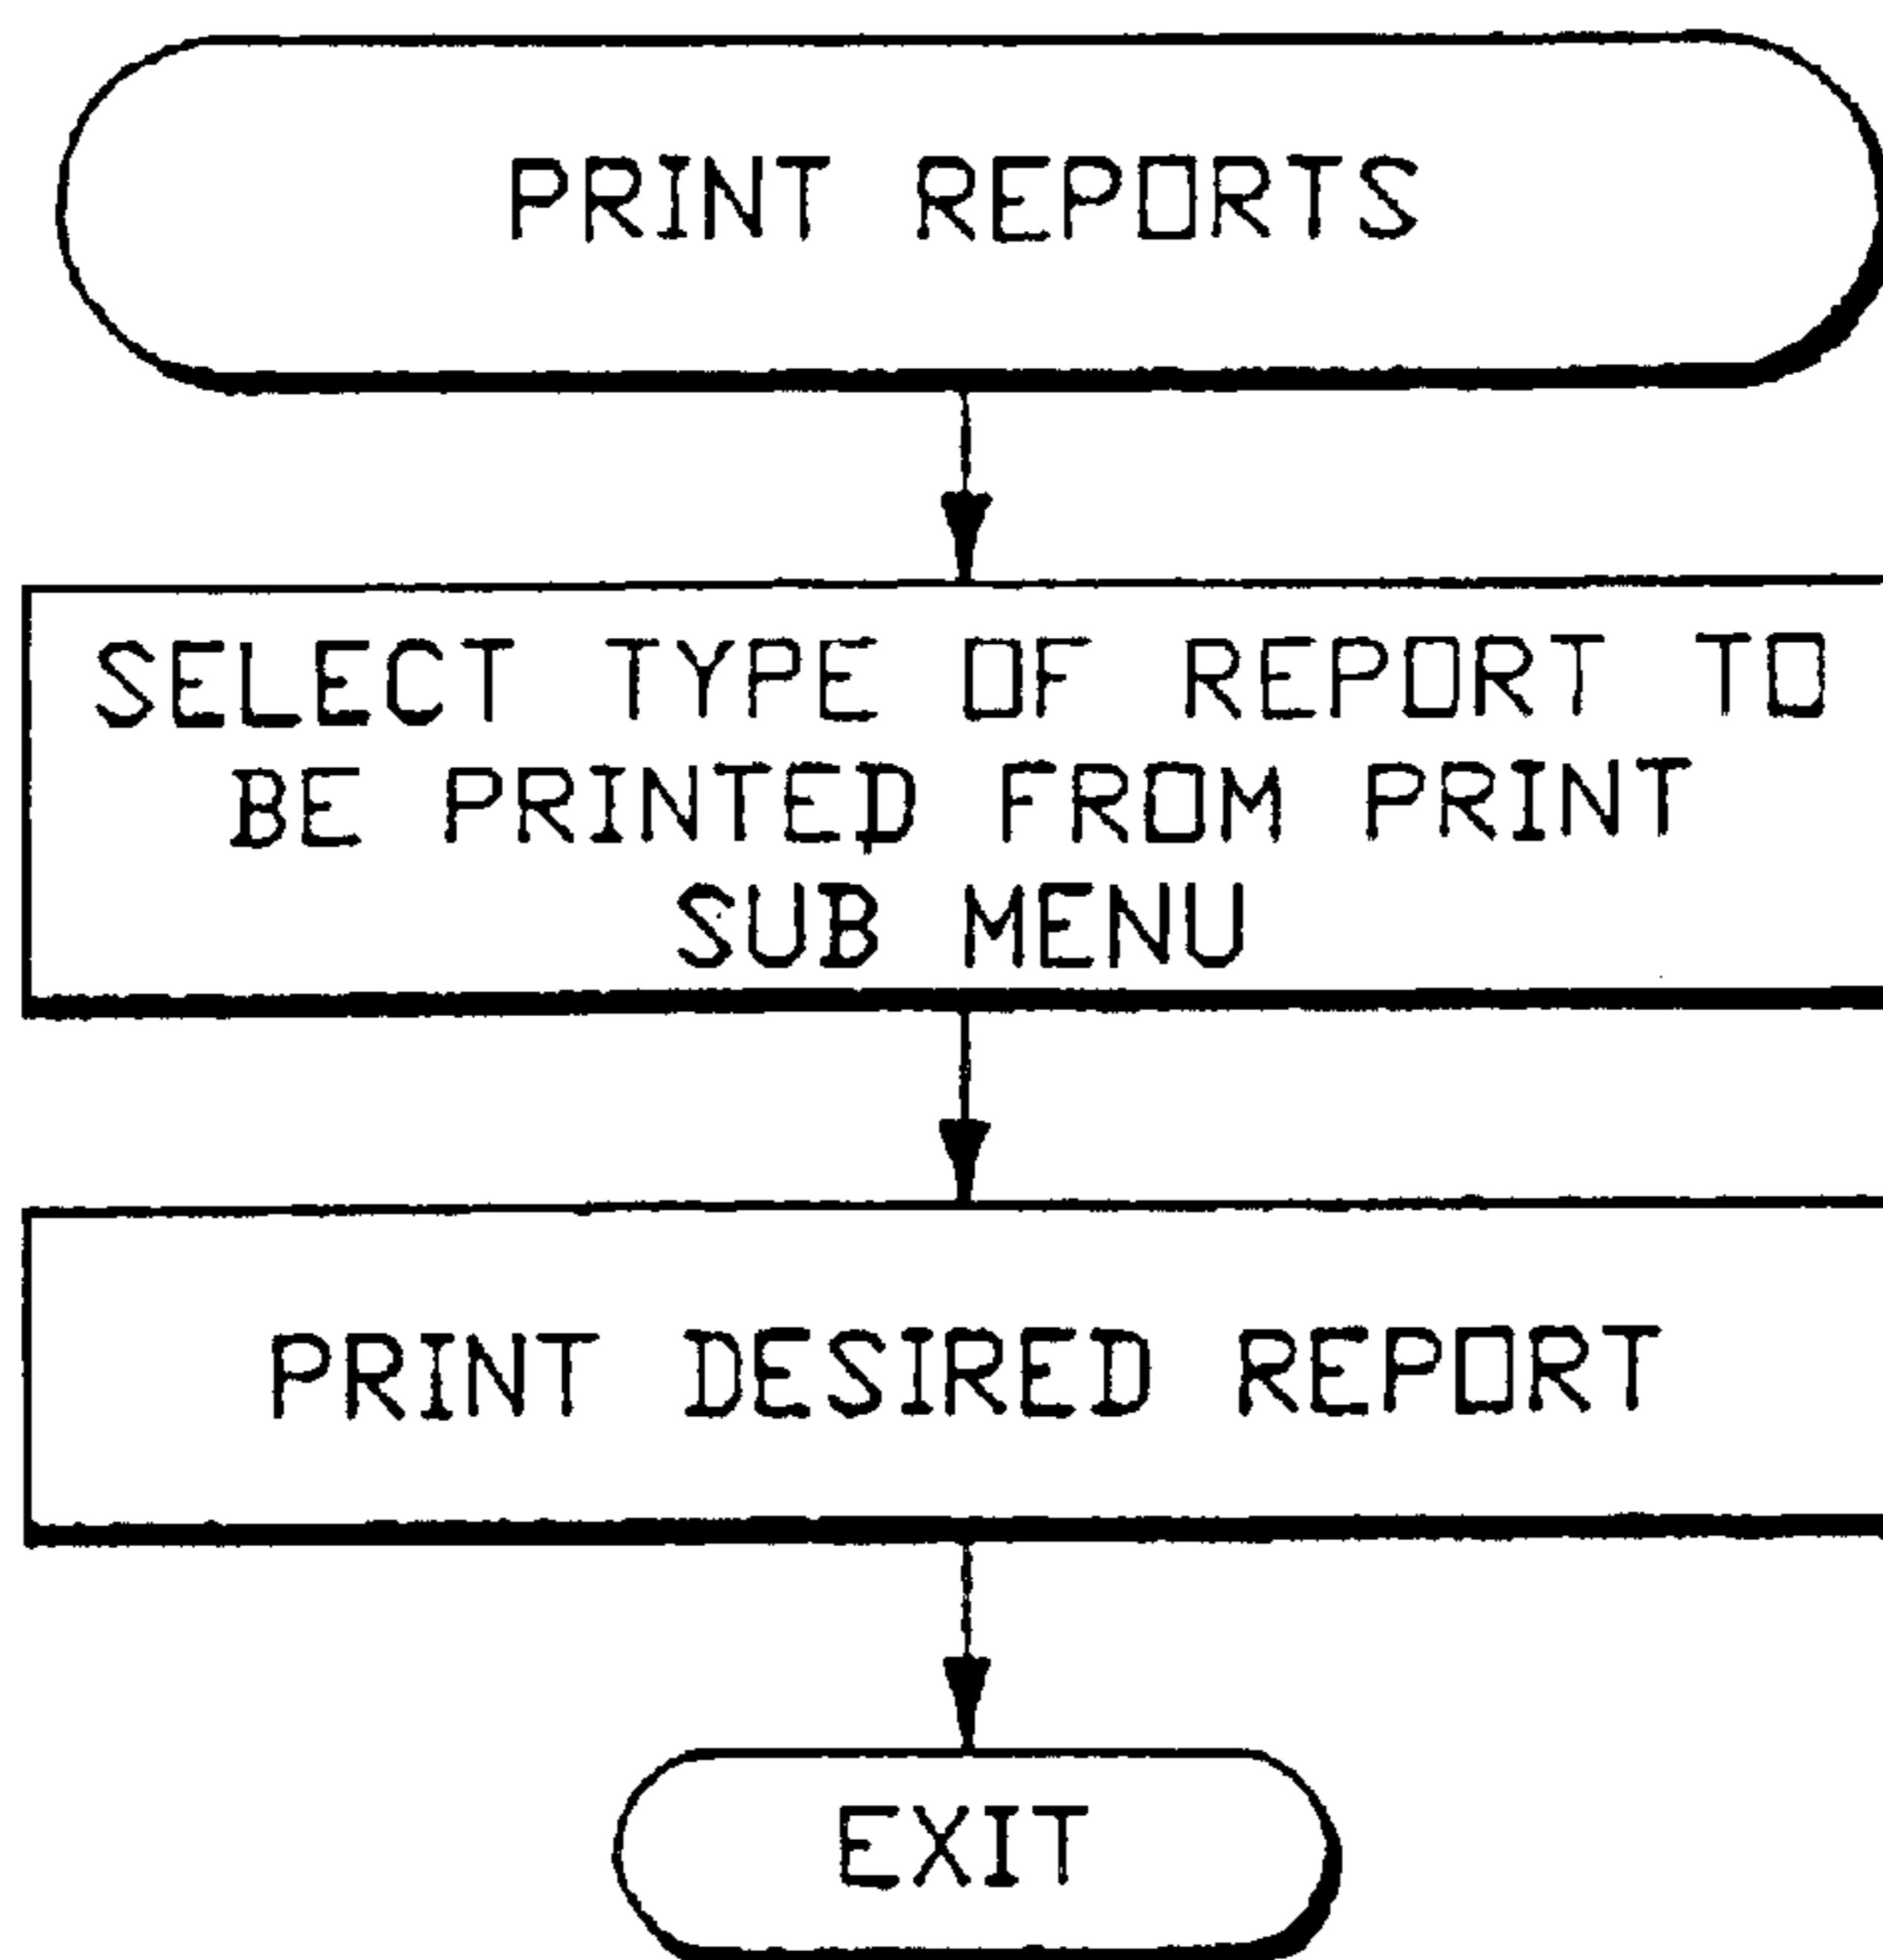 PRINT REPORTS
SELECT TYPE OF REPORT TO
BE PRINTED FROM PRINT
SUB MENU
PRINT DESIRED REPORT
EXIT